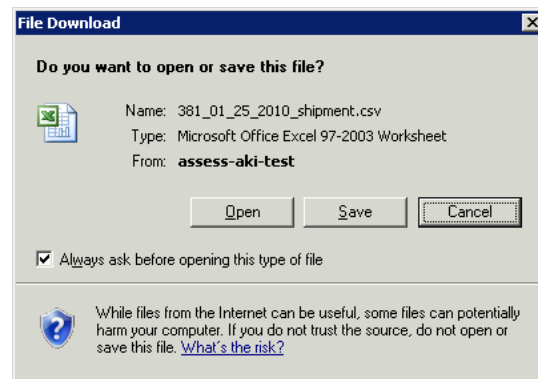 File Download
Do you want to open or save this file?
Name: 381_01_25_2010_shipment.csv
Type: Microsoft Office Excel 97-2003 Worksheet
From: assess-aki-test
Open Save Cancel
Always ask before opening this type of file
While files from the Internet can be useful, some files can potentially
harm your computer. If you do not trust the source, do not open or
save this file. What's the risk?